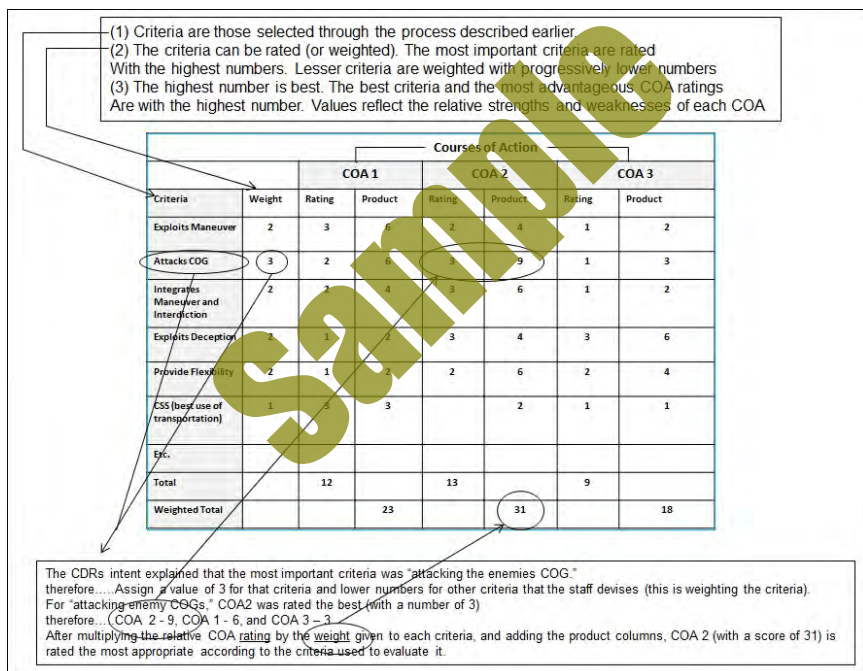 (1) Criteria are those selected through the process described earlier.
(2) The criteria can be rated (or weighted). The most important criteria are rated
With the highest numbers. Lesser criteria are weighted with progressively lower numbers
(3) The highest number is best. The best criteria and the most advantageous COA ratings
Are with the highest number. Values reflect the relative strengths and weaknesses of each COA
Sample
Courses of Action
COA 1 COA 2 COA 3
Criteria Weight Rating Product Rating Product Rating Product
Exploits Maneuver 2 3 6 2 4 1 2
Attacks COG 3 2 6 3 9 1 3
Integrates 2 2 4 3 6 1 2
Maneuver and
Interdiction
Exploits Deception 2 1 2 3 4 3 6
Provide Flexibility 2 1 2 2 6 2 4
CSS (best use of 1 3 3 2 1 1
transportation)
Etc.
Total 12 13 9
Weighted Total 23 31 18
The CDRs intent explained that the most important criteria was “attacking the enemies COG.”
therefore…..Assign a value of 3 for that criteria and lower numbers for other criteria that the staff devises (this is weighting the criteria).
For “attacking enemy COGs,” COA2 was rated the best (with a number of 3)
therefore… COA 2 - 9, COA 1 - 6, and COA 3 – 3
After multiplying the relative COA rating by the weight given to each criteria, and adding the product columns, COA 2 (with a score of 31) is
rated the most appropriate according to the criteria used to evaluate it.